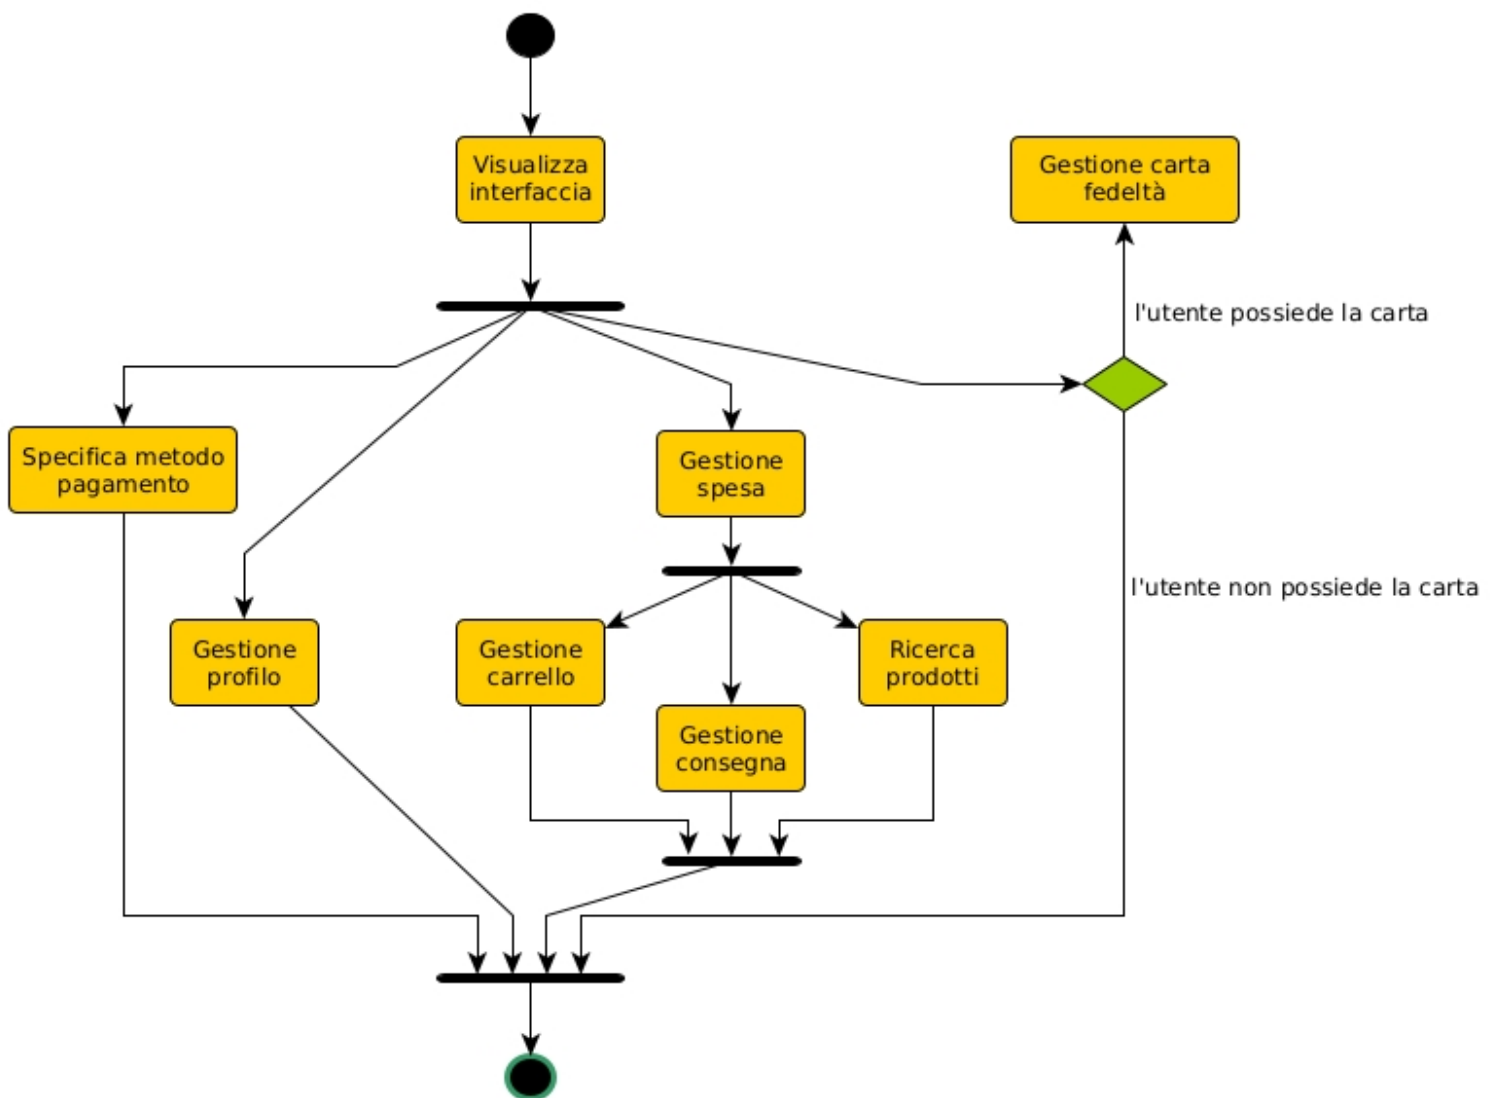 Visualizza
interfaccia
Gestione carta
fedeltà
l'utente possiede la carta
Specifica metodo
pagamento
Gestione
spesa
l'utente non possiede la carta
Gestione
profilo
Gestione
carrello
Ricerca
prodotti
Gestione
consegna